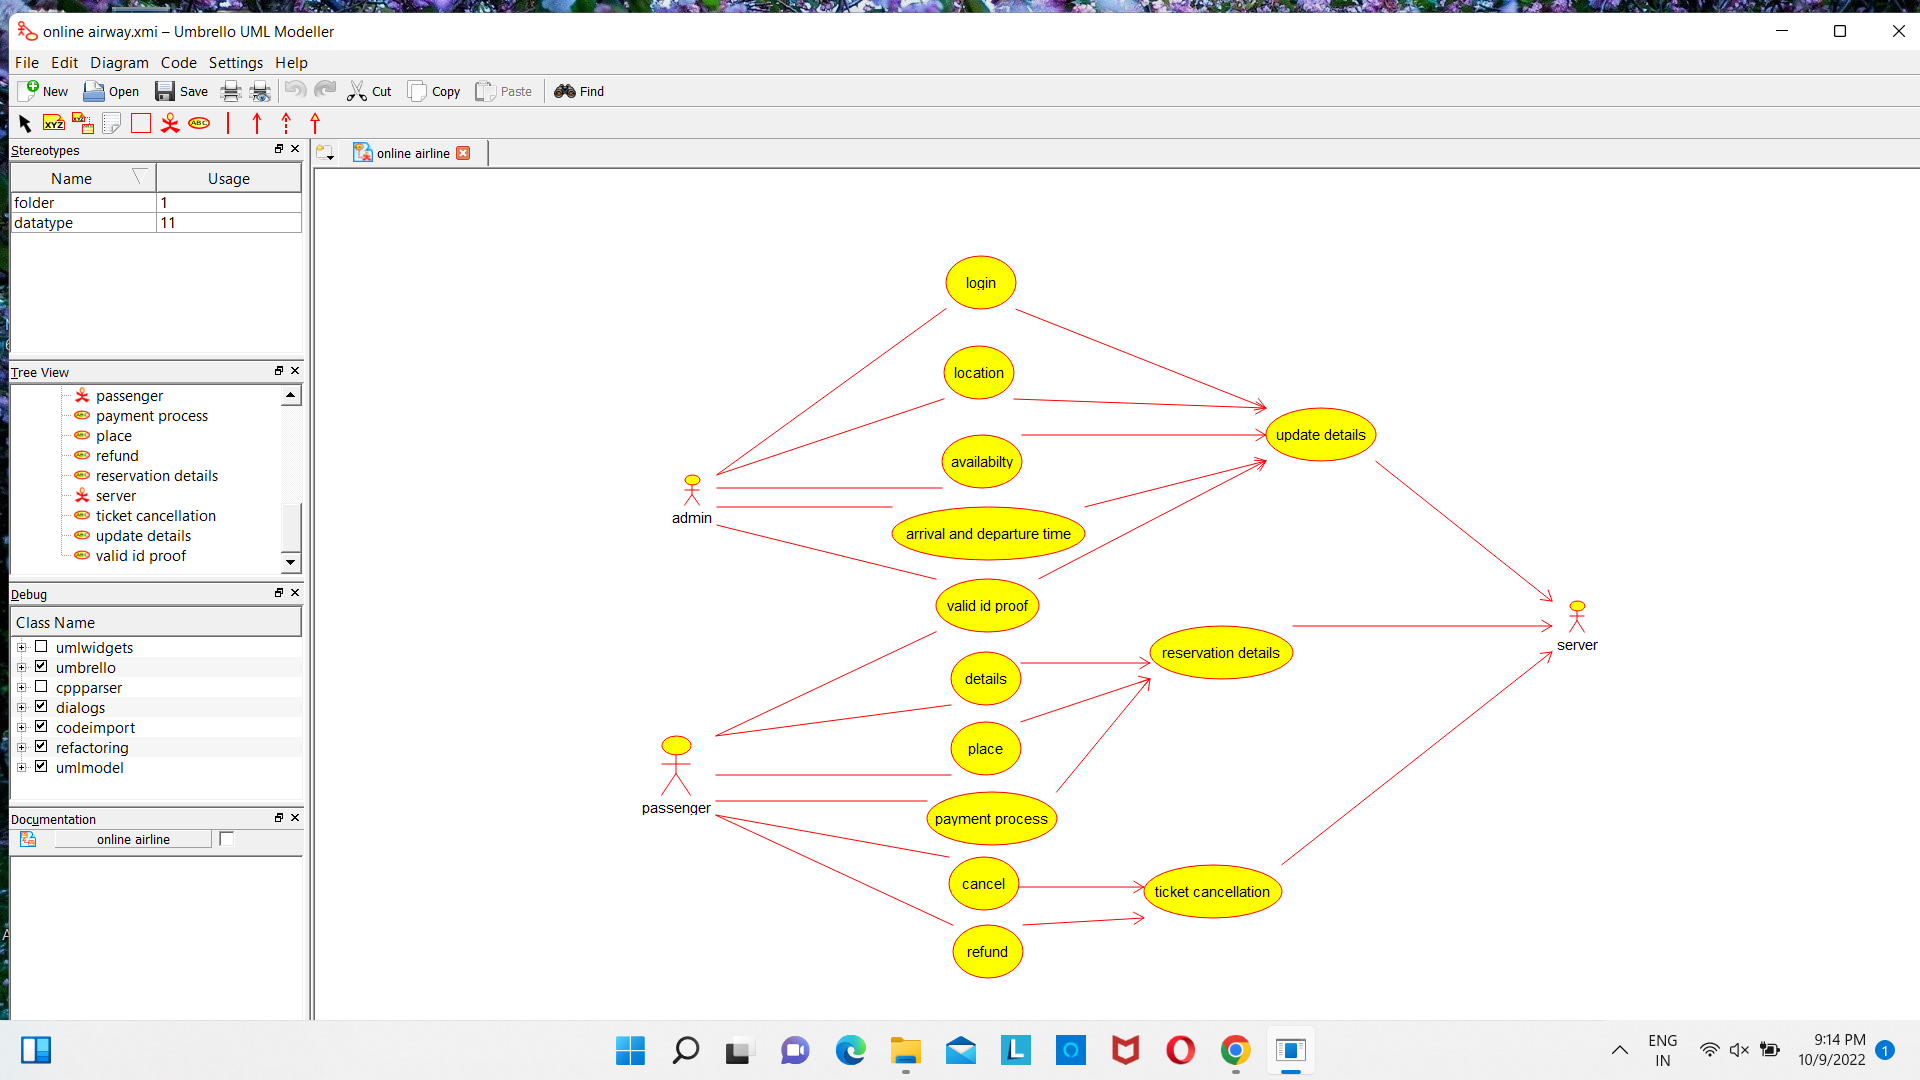 online airway.xmi – Umbrello UML Modeller
File Edit Diagram Code Settings Help
New Open Save Cut Copy Paste Find
XYZ XYZ ABC
Stereotypes
online airline
Name Usage
folder 1
datatype 11
Tree View
passenger
payment process
place
refund
reservation details
server
ticket cancellation
update details
valid id proof
Debug
Class Name
umlwidgets
umbrello
cppparser
dialogs
codeimport
refactoring
umlmodel
Documentation
online airline
login
location
update details
availabilty
admin
arrival and departure time
valid id proof
server
reservation details
details
place
passenger
payment process
cancel
ticket cancellation
refund
ENG
IN
9:14 PM
10/9/2022
1